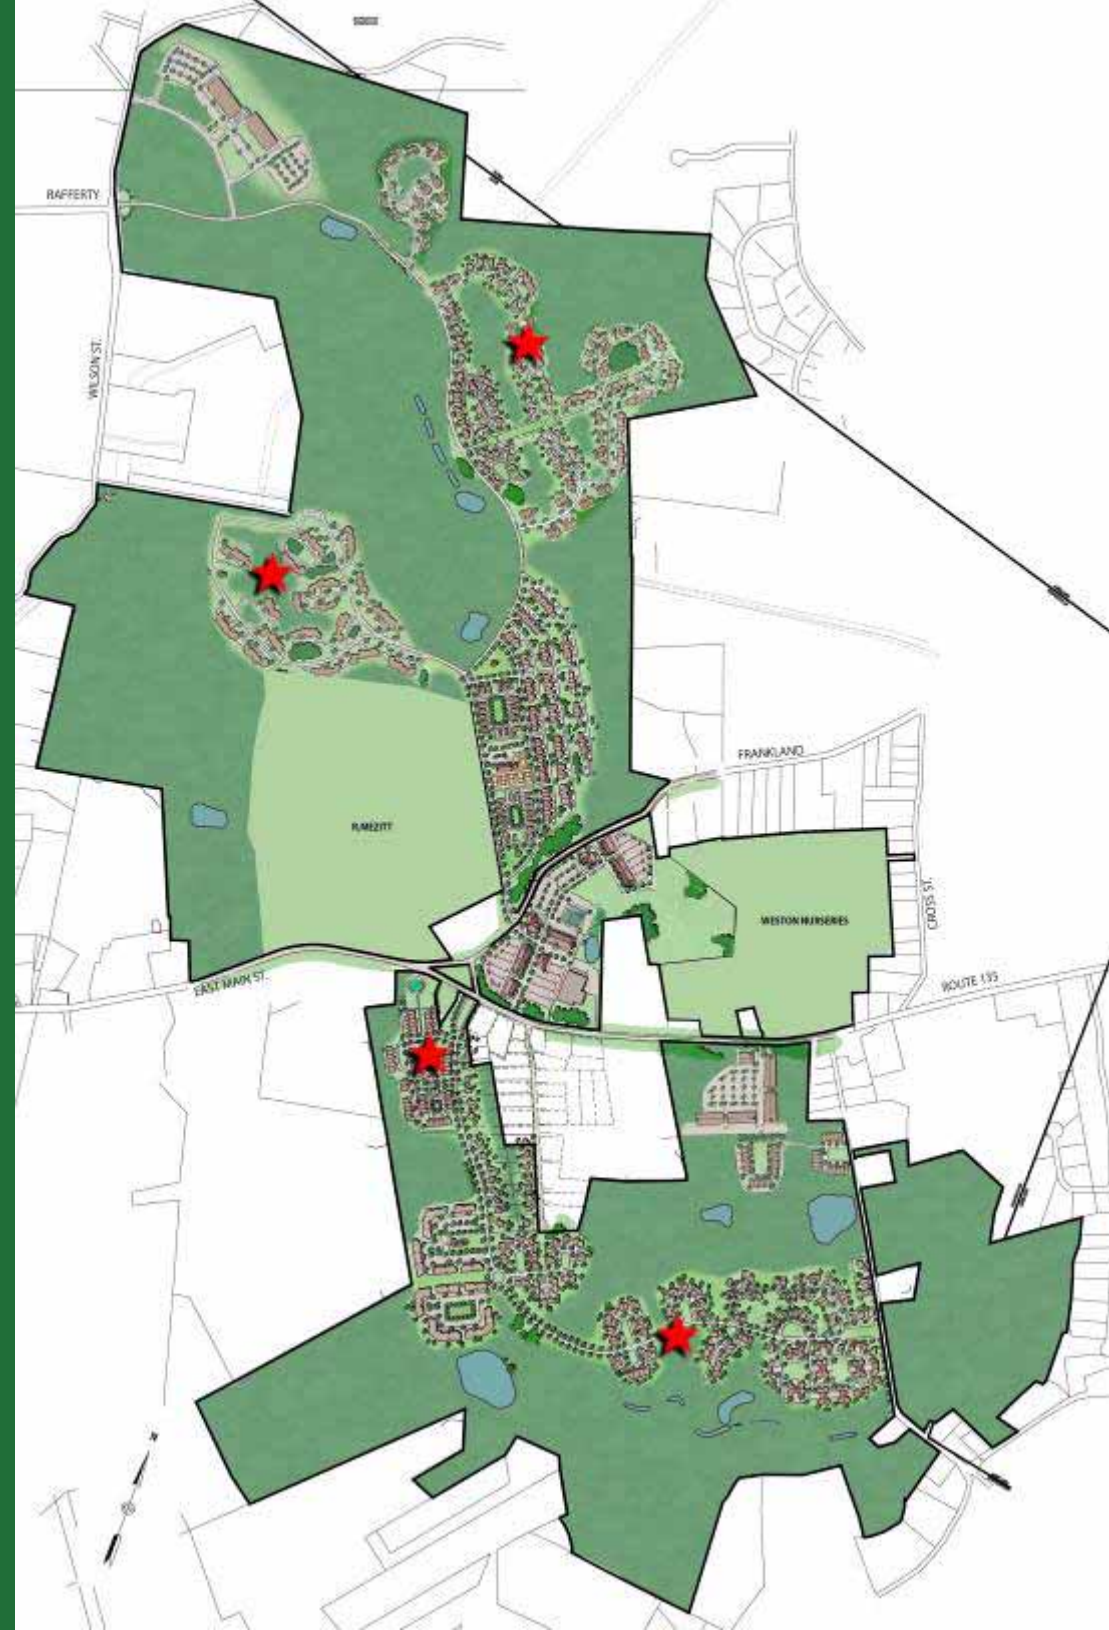 RAFFERTY
WILSON ST.
FRANKLAND
R.MEZITT
WESTON NURSERIES
CROSS ST.
EAST MAIN ST.
ROUTE 135